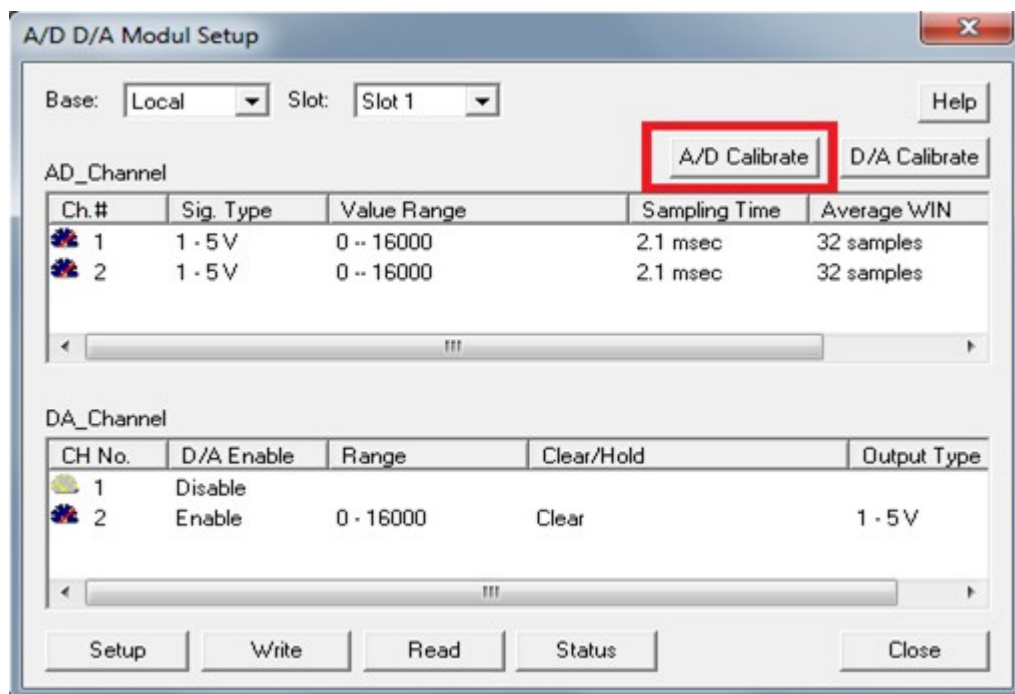 A/D D/A Modul Setup
Base: Local Slot: Slot 1 Help
A/D Calibrate D/A Calibrate
AD_Channel
Ch.# Sig. Type Value Range Sampling Time Average WIN
1 1 - 5 V 0 -- 16000 2.1 msec 32 samples
2 1 - 5 V 0 -- 16000 2.1 msec 32 samples
DA_Channel
CH No. D/A Enable Range Clear/Hold Output Type
1 Disable
2 Enable 0 - 16000 Clear 1 - 5 V
Setup Write Read Status Close